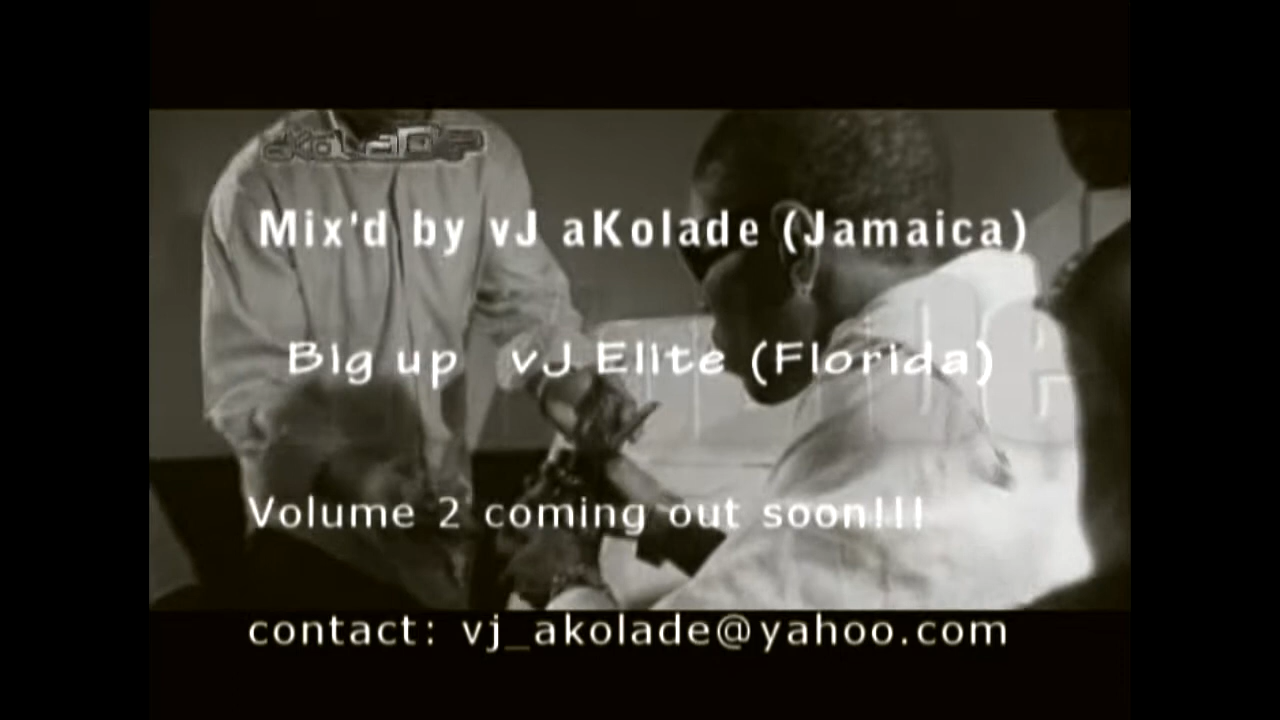 aKoLaDe
Mix'd by vJ aKolade (Jamaica)
Big up vJ Elite (Florida)
Volume 2 coming out soon!!!
contact: vj_akolade@yahoo.com